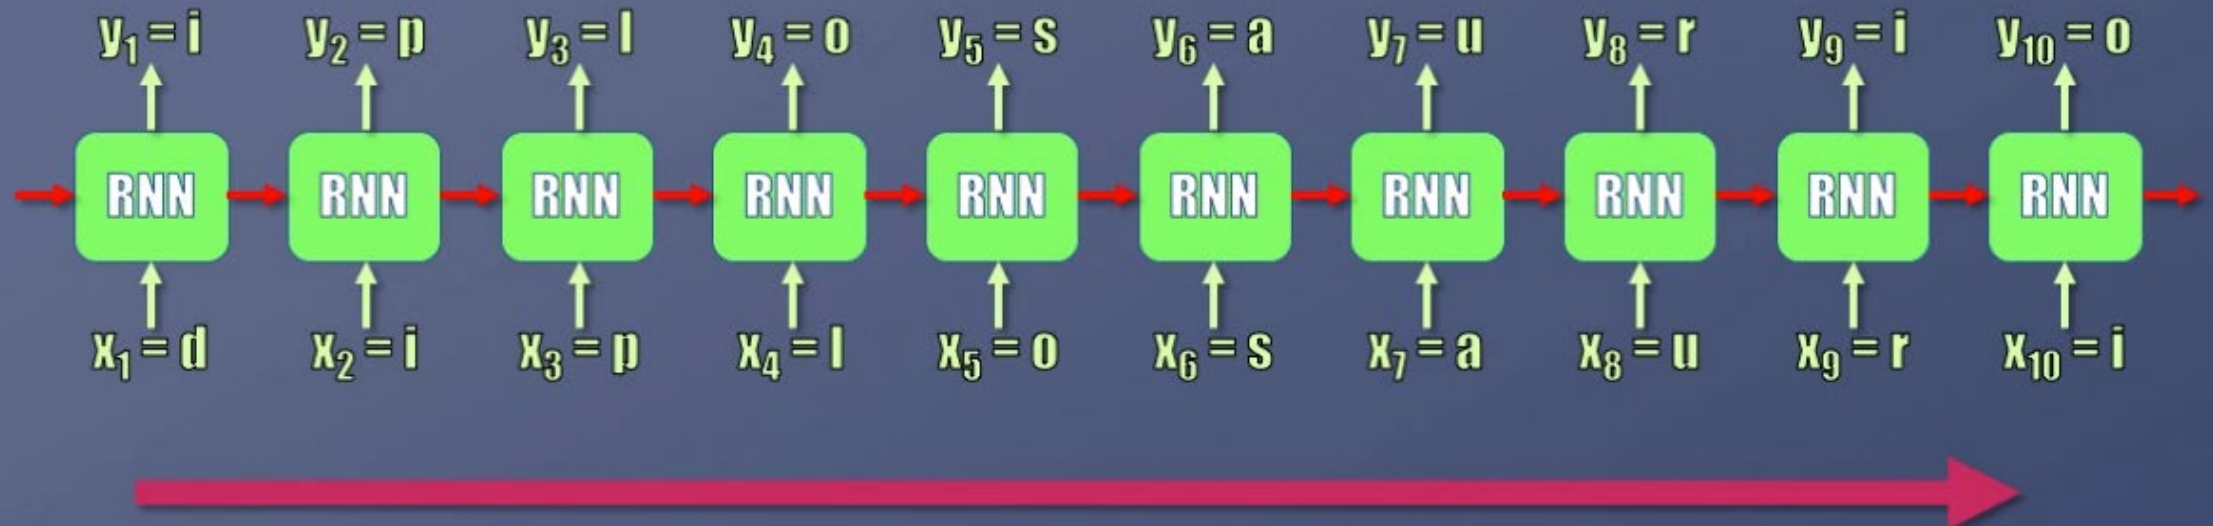 y₁ = i y₂ = p y₃ = l y₄ = o y₅ = s y₆ = a y₇ = u y₈ = r y₉ = i y₁₀ = o
RNN RNN RNN RNN RNN RNN RNN RNN RNN RNN
x₁ = d x₂ = i x₃ = p x₄ = l x₅ = o x₆ = s x₇ = a x₈ = u x₉ = r x₁₀ = i